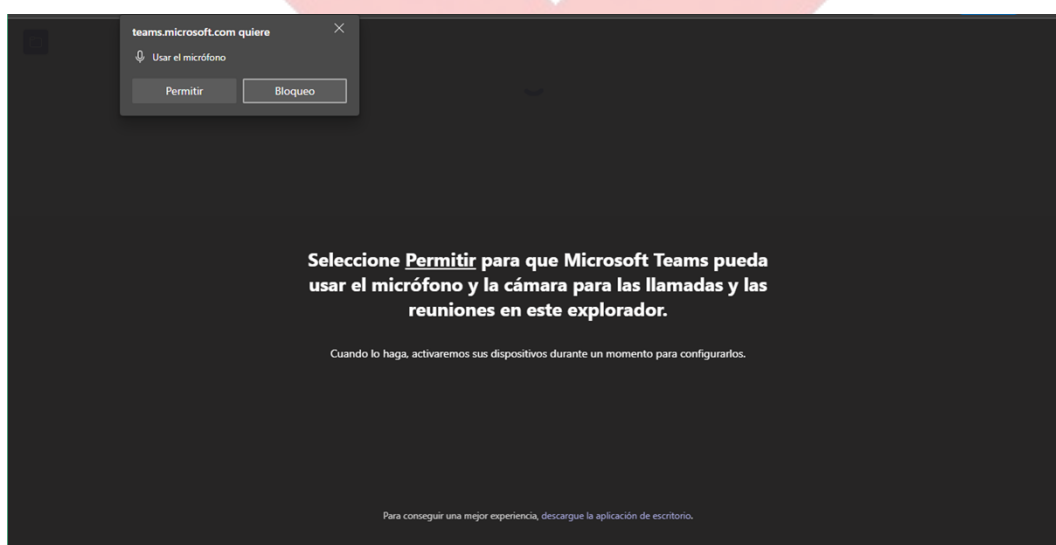 teams.microsoft.com quiere
Usar el micrófono
Permitir
Bloqueo
Seleccione Permitir para que Microsoft Teams pueda
usar el micrófono y la cámara para las llamadas y las
reuniones en este explorador.
Cuando lo haga, activaremos sus dispositivos durante un momento para configurarlos.
Para conseguir una mejor experiencia, descargue la aplicación de escritorio.